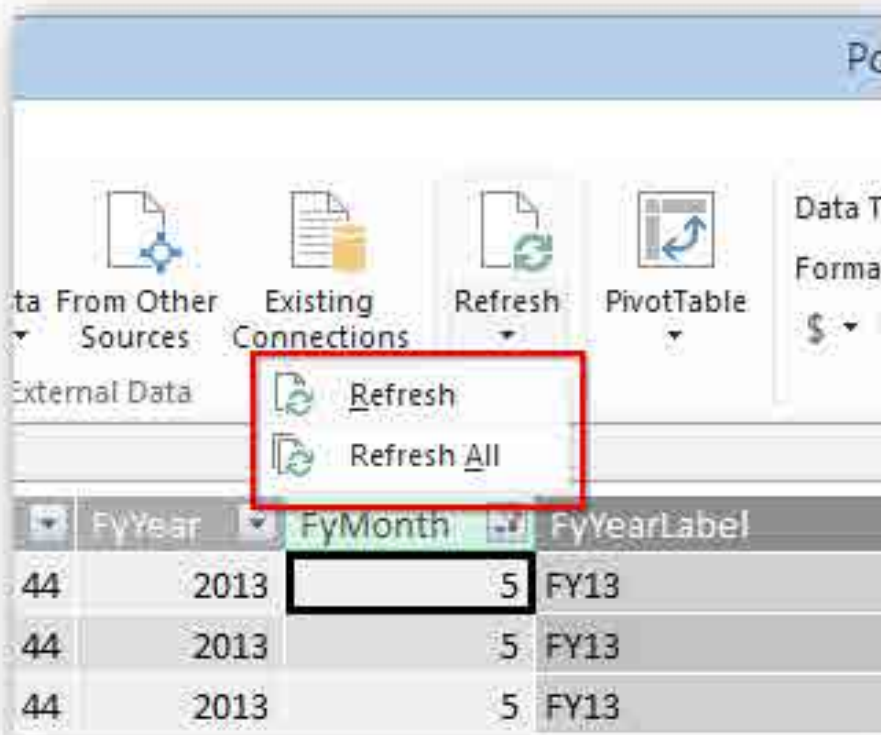 Po
ta From Other Sources
Existing Connections
Refresh
PivotTable
Data T
Forma
$
External Data
Refresh
Refresh All
FyYear FyMonth FyYearLabel
44 2013 5 FY13
44 2013 5 FY13
44 2013 5 FY13